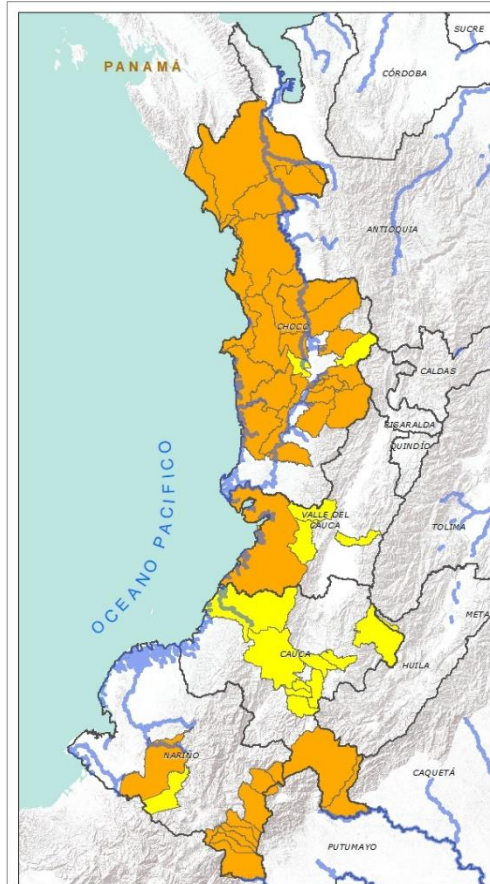 SUCRE
PANAMÁ
CÓRDOBA
ANTIOQUIA
CHOCÓ
CALDAS
RISARALDA
QUINDÍO
OCEANO PACIFICO
VALLE DEL
CAUCA
TOLIMA
META
CAUCA
HUILA
NARIÑO
CAQUETÁ
PUTUMAYO